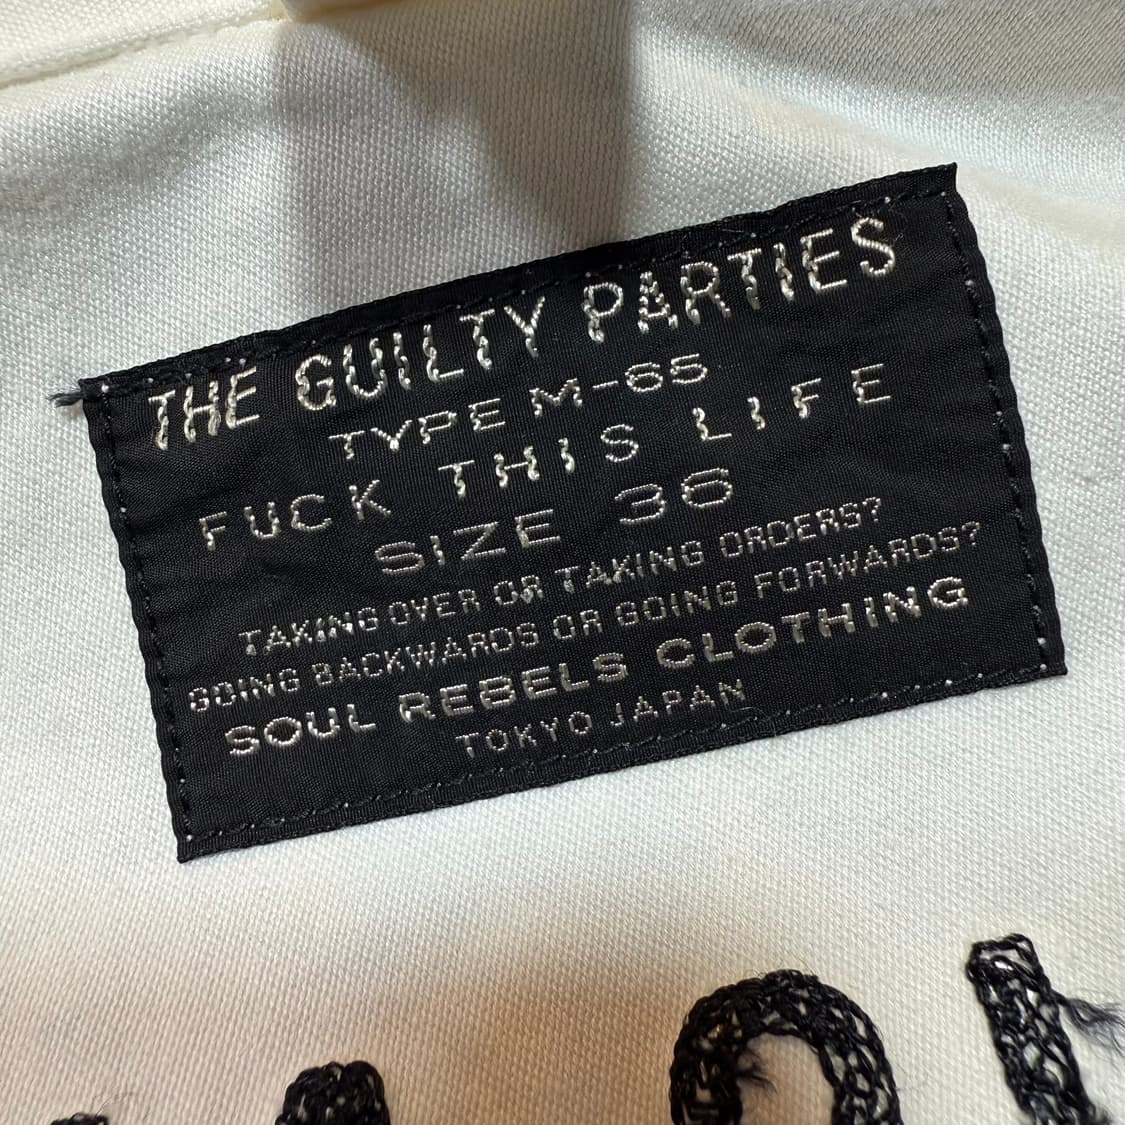 THE GUILTY PARTIES
TYPE M-65
FUCK THIS LIFE
SIZE 36
TAKING OVER OR TAKING ORDERS?
GOING BACKWARDS OR GOING FORWARDS?
SOUL REBELS CLOTHING
TOKYO JAPAN